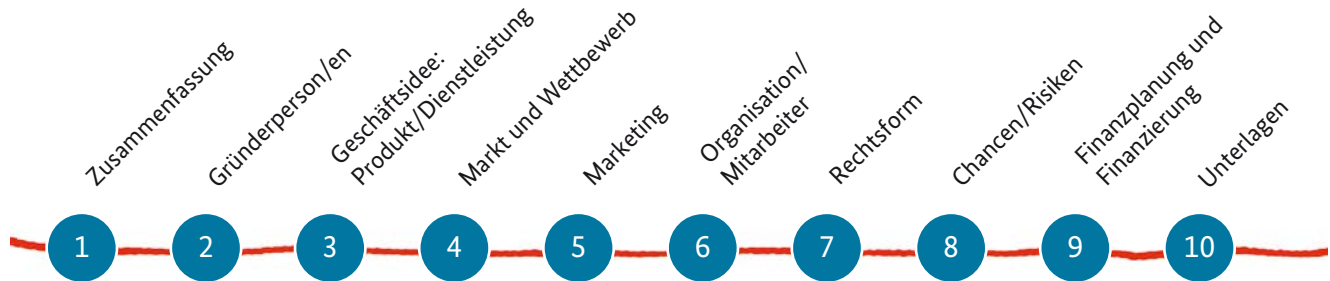 Zusammenfassung
Gründerperson/en
Geschäftsidee:
Produkt/Dienstleistung
Markt und Wettbewerb
Marketing
Organisation/
Mitarbeiter
Rechtsform
Chancen/Risiken
Finanzplanung und
Finanzierung
Unterlagen
1
2
3
4
5
6
7
8
9
10